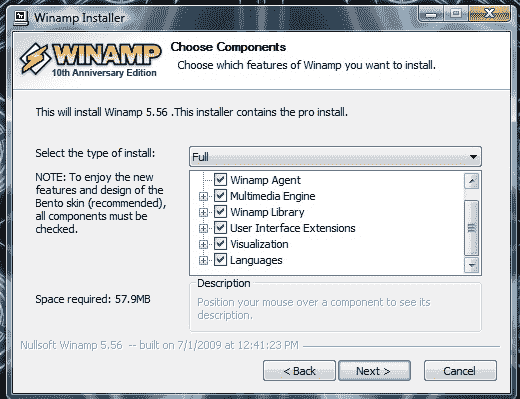 Winamp Installer
WINAMP
10th Anniversary Edition
Choose Components
Choose which features of Winamp you want to install.
This will install Winamp 5.56 .This installer contains the pro install.
Select the type of install:
Full
NOTE: To enjoy the new
features and design of the
Bento skin (recommended),
all components must be
checked.
Winamp Agent
Multimedia Engine
Winamp Library
User Interface Extensions
Visualization
Languages
Space required: 57.9MB
Description
Position your mouse over a component to see its
description.
Nullsoft Winamp 5.56 -- built on 7/1/2009 at 12:41:23 PM
< Back
Next >
Cancel